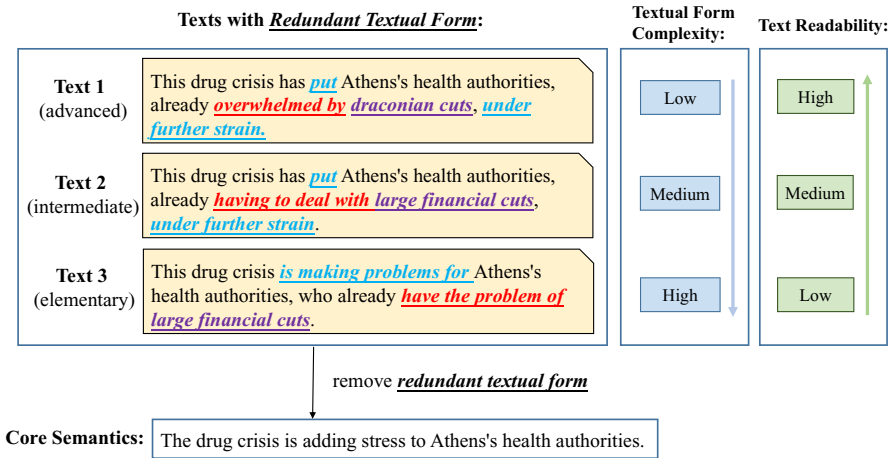 Texts with Redundant Textual Form:
Textual Form
Complexity:
Text Readability:
Text 1
(advanced)
This drug crisis has put Athens's health authorities,
already overwhelmed by draconian cuts, under
further strain.
Low
High
Text 2
(intermediate)
This drug crisis has put Athens's health authorities,
already having to deal with large financial cuts,
under further strain.
Medium
Medium
Text 3
(elementary)
This drug crisis is making problems for Athens's
health authorities, who already have the problem of
large financial cuts.
High
Low
remove redundant textual form
Core Semantics:
The drug crisis is adding stress to Athens's health authorities.